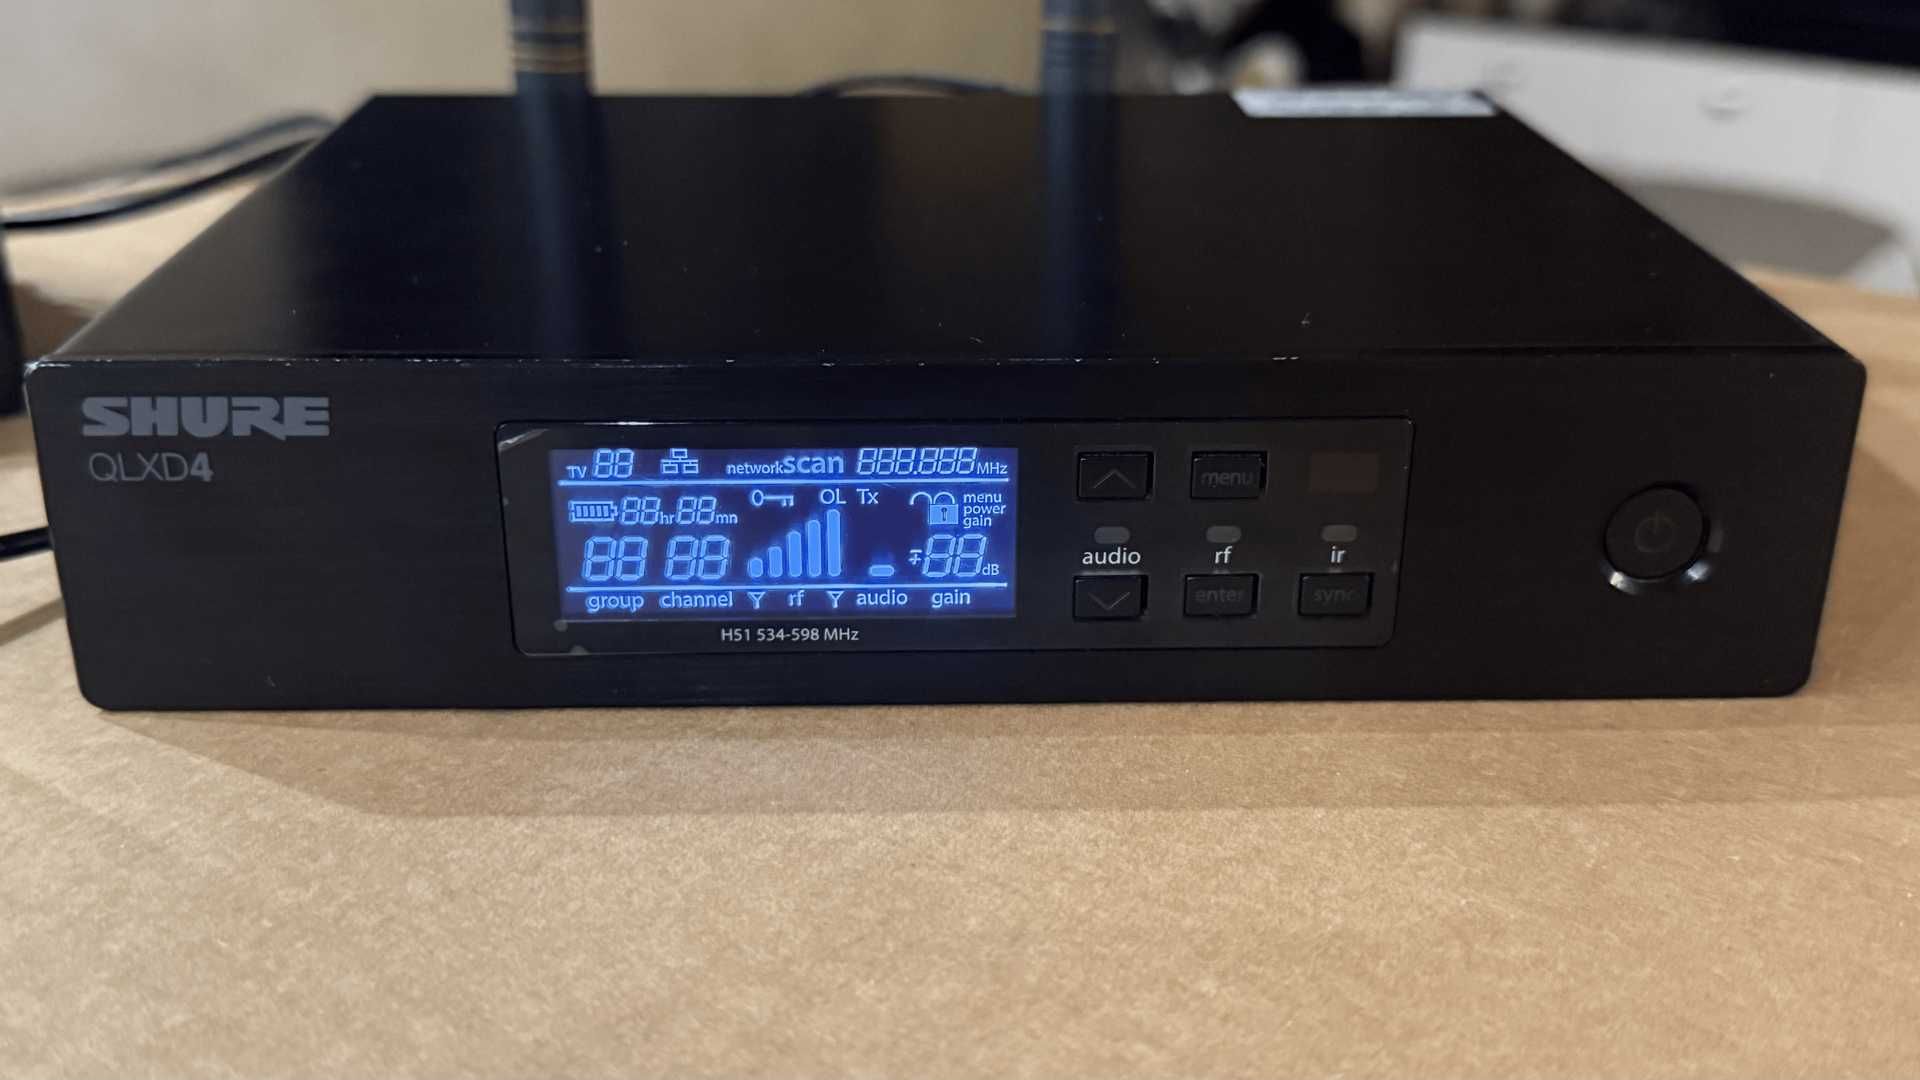 SHURE
QLXD4
TV 88 network scan 888.888 MHz
OL Tx
88 hr 88 mn
menu
power
gain
88 88 88 dB
group channel rf audio gain
H51 534-598 MHz
menu
audio rf ir
enter sync